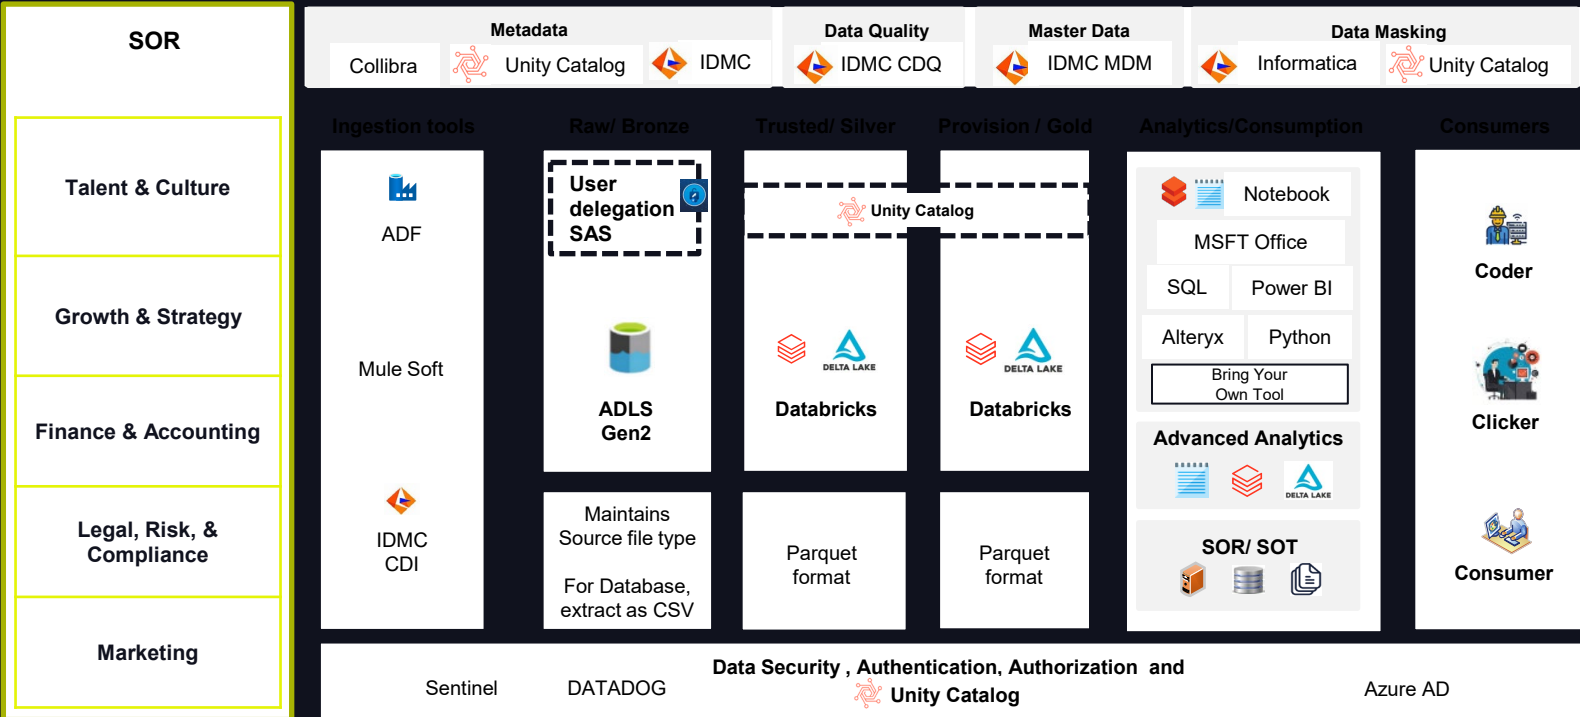 SOR
Talent & Culture
Growth & Strategy
Finance & Accounting
Legal, Risk, &
Compliance
Marketing
Metadata
Collibra
Unity Catalog
IDMC
Data Quality
IDMC CDQ
Master Data
IDMC MDM
Data Masking
Informatica
Unity Catalog
Ingestion tools
Raw/ Bronze
Trusted/ Silver
Provision / Gold
Analytics/Consumption
Consumers
ADF
Mule Soft
IDMC
CDI
User
delegation
SAS
ADLS
Gen2
Maintains
Source file type
For Database,
extract as CSV
Unity Catalog
DELTA LAKE
Databricks
Parquet
format
DELTA LAKE
Databricks
Parquet
format
Notebook
MSFT Office
SQL
Power BI
Alteryx
Python
Bring Your
Own Tool
Advanced Analytics
DELTA LAKE
SOR/ SOT
Coder
Clicker
Consumer
Data Security , Authentication, Authorization and
Unity Catalog
Sentinel
DATADOG
Azure AD